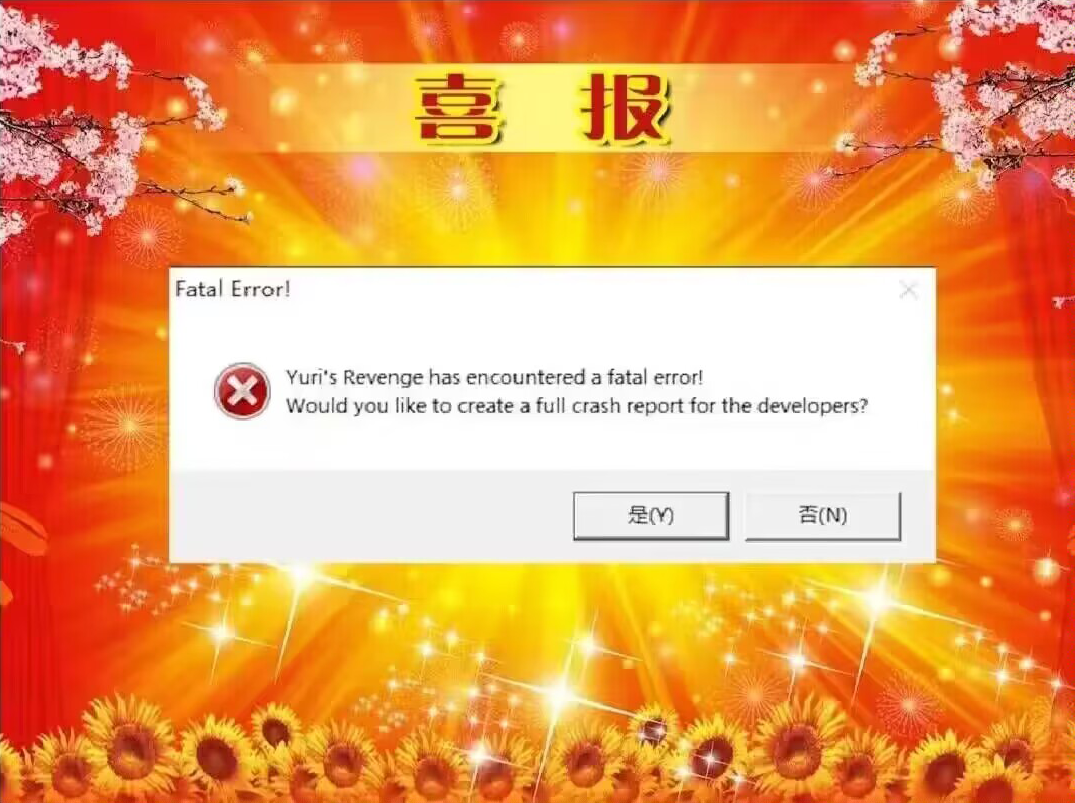 喜 报
Fatal Error!
Yuri's Revenge has encountered a fatal error!
Would you like to create a full crash report for the developers?
是(Y) 否(N)